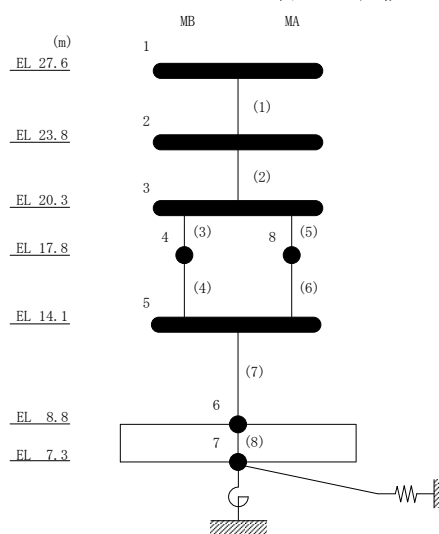 MB MA
(m)
1
EL 27.6
(1)
2
EL 23.8
(2)
3
EL 20.3
(3) (5)
4 8
EL 17.8
(4) (6)
5
EL 14.1
(7)
6
EL 8.8
7 (8)
EL 7.3